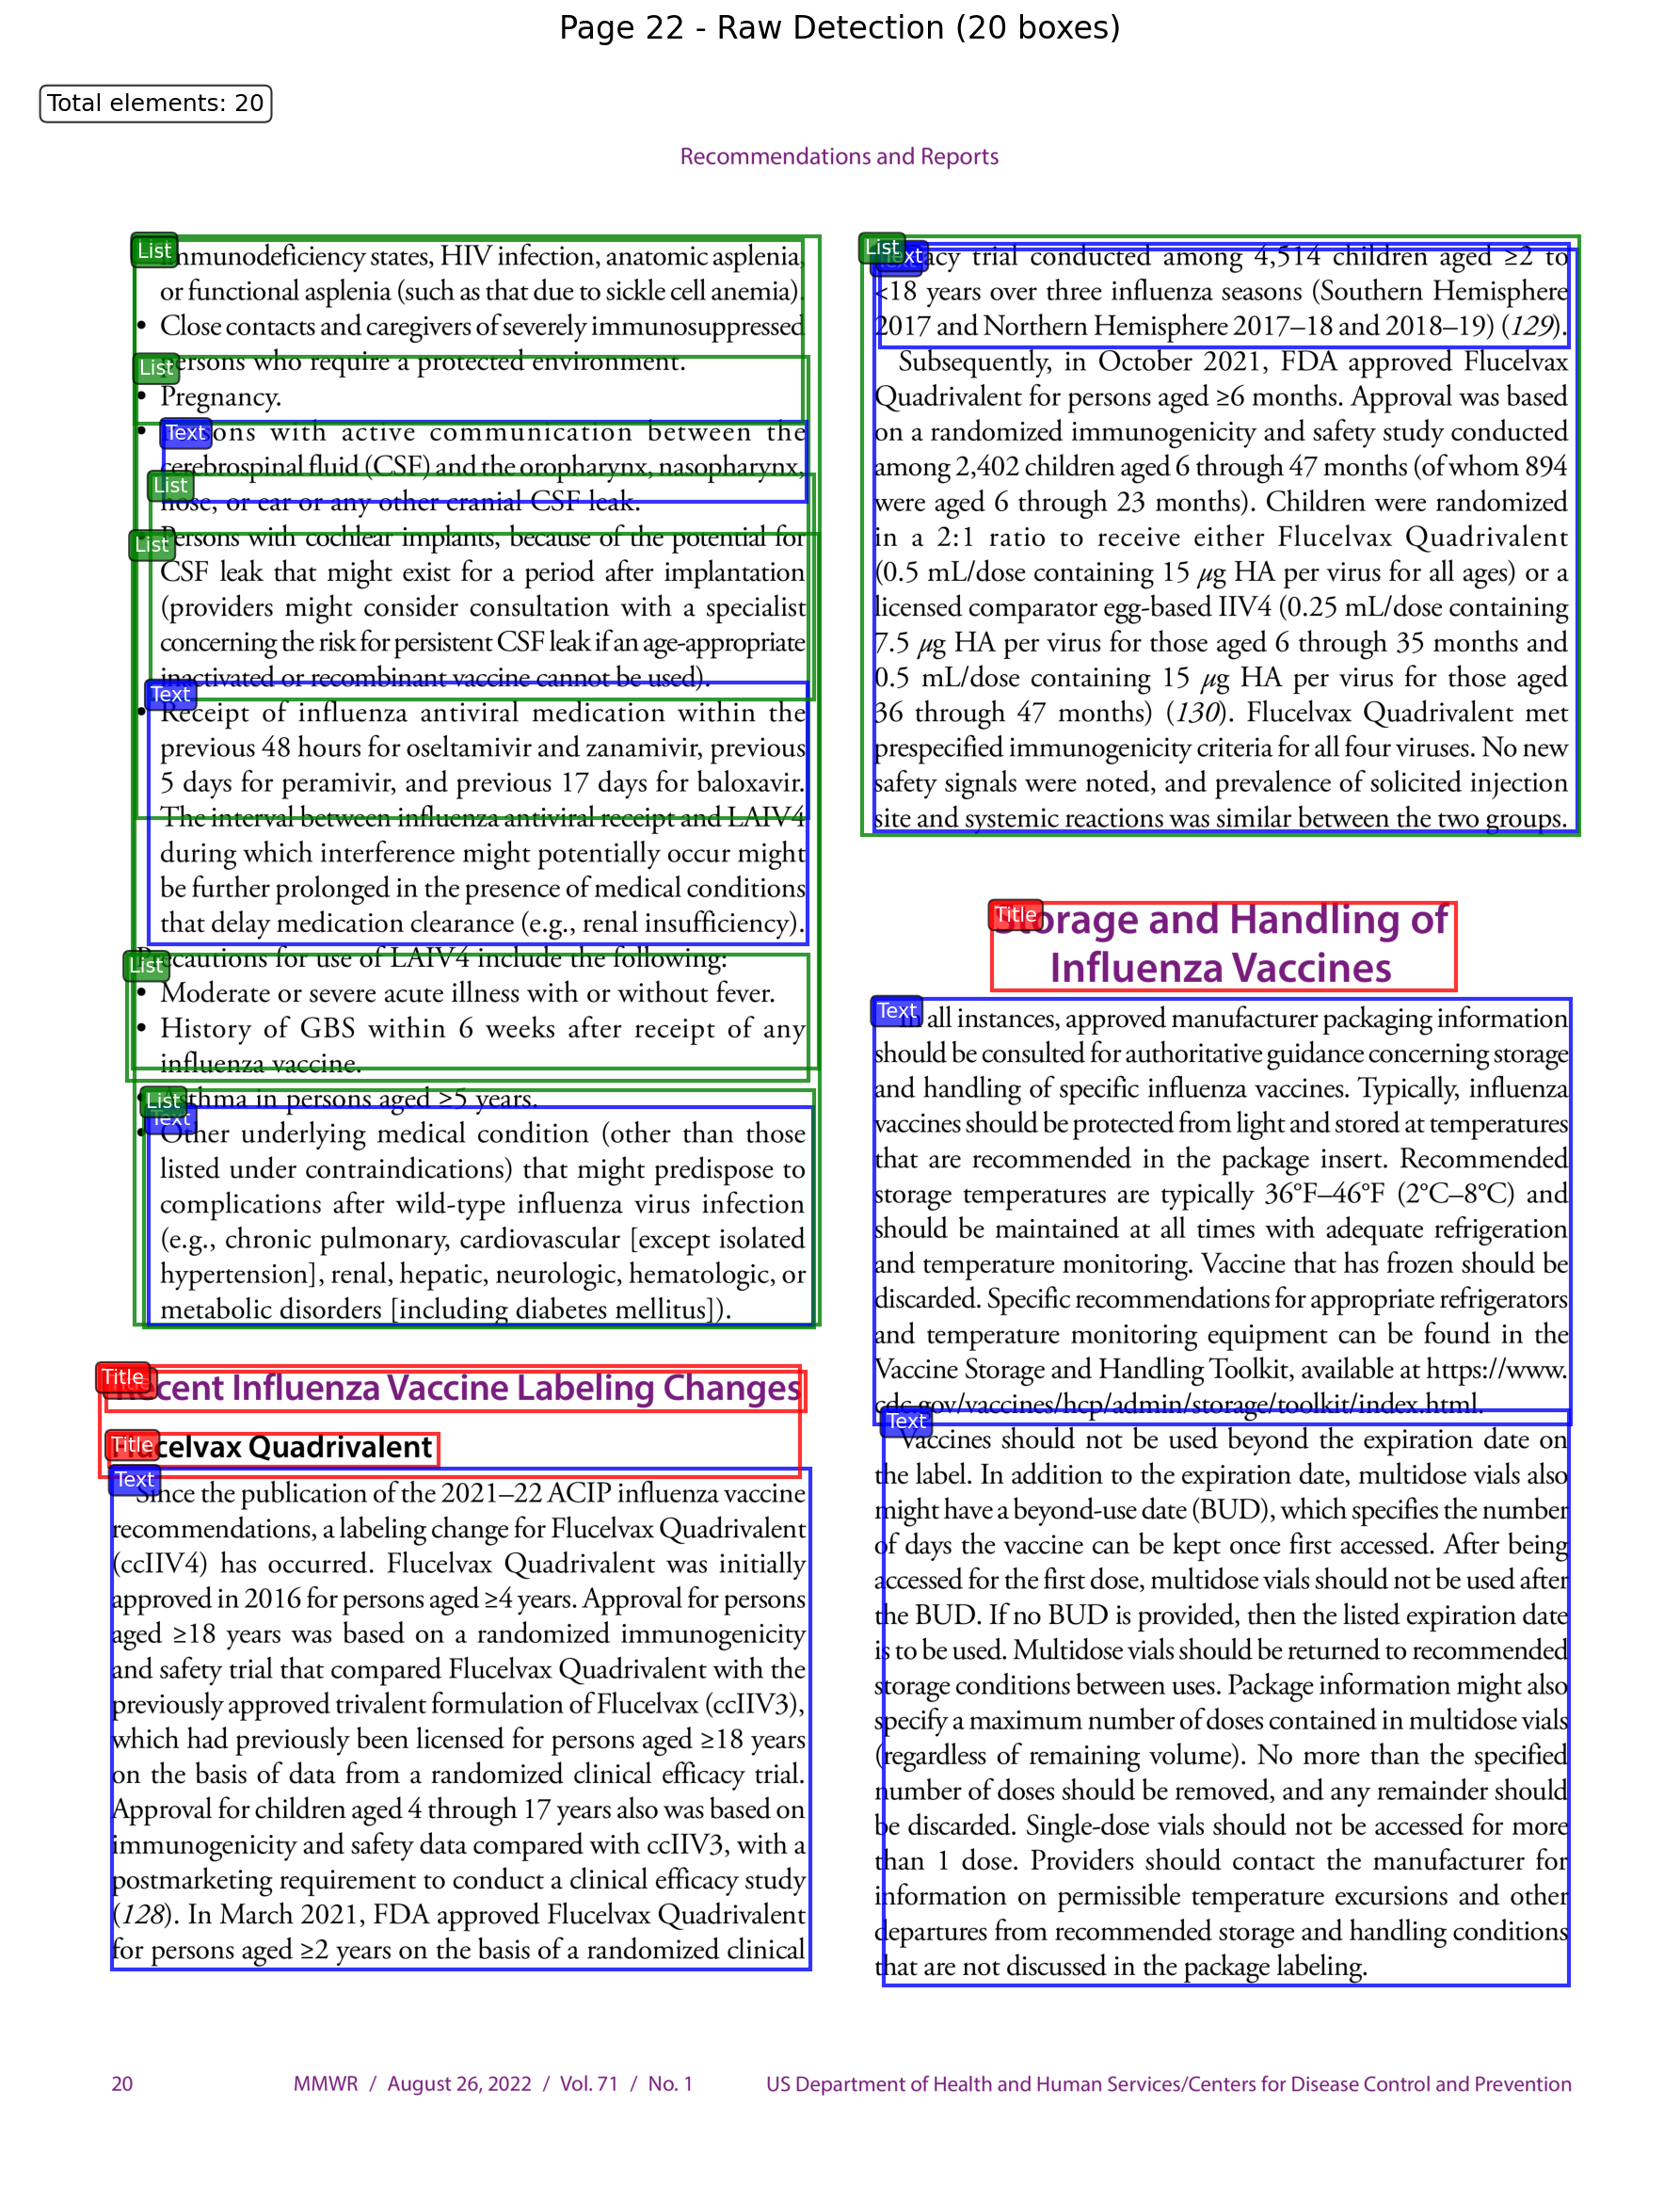 Page 22 - Raw Detection (20 boxes)
Total elements: 20
Recommendations and Reports
List
immunodeficiency states, HIV infection, anatomic asplenia,
or functional asplenia (such as that due to sickle cell anemia).
• Close contacts and caregivers of severely immunosuppressed
List
persons who require a protected environment.
• Pregnancy.
Text
• Persons with active communication between the
cerebrospinal fluid (CSF) and the oropharynx, nasopharynx,
List
nose, or ear or any other cranial CSF leak.
List
• Persons with cochlear implants, because of the potential for
CSF leak that might exist for a period after implantation
(providers might consider consultation with a specialist
concerning the risk for persistent CSF leak if an age-appropriate
inactivated or recombinant vaccine cannot be used).
Text
• Receipt of influenza antiviral medication within the
previous 48 hours for oseltamivir and zanamivir, previous
5 days for peramivir, and previous 17 days for baloxavir.
The interval between influenza antiviral receipt and LAIV4
during which interference might potentially occur might
be further prolonged in the presence of medical conditions
that delay medication clearance (e.g., renal insufficiency).
List
Precautions for use of LAIV4 include the following:
• Moderate or severe acute illness with or without fever.
• History of GBS within 6 weeks after receipt of any
influenza vaccine.
List
• Asthma in persons aged ≥5 years.
Text
• Other underlying medical condition (other than those
listed under contraindications) that might predispose to
complications after wild-type influenza virus infection
(e.g., chronic pulmonary, cardiovascular [except isolated
hypertension], renal, hepatic, neurologic, hematologic, or
metabolic disorders [including diabetes mellitus]).
Title
Recent Influenza Vaccine Labeling Changes
Title
Flucelvax Quadrivalent
Text
Since the publication of the 2021–22 ACIP influenza vaccine
recommendations, a labeling change for Flucelvax Quadrivalent
(ccIIV4) has occurred. Flucelvax Quadrivalent was initially
approved in 2016 for persons aged ≥4 years. Approval for persons
aged ≥18 years was based on a randomized immunogenicity
and safety trial that compared Flucelvax Quadrivalent with the
previously approved trivalent formulation of Flucelvax (ccIIV3),
which had previously been licensed for persons aged ≥18 years
on the basis of data from a randomized clinical efficacy trial.
Approval for children aged 4 through 17 years also was based on
immunogenicity and safety data compared with ccIIV3, with a
postmarketing requirement to conduct a clinical efficacy study
(128). In March 2021, FDA approved Flucelvax Quadrivalent
for persons aged ≥2 years on the basis of a randomized clinical
List
Text
efficacy trial conducted among 4,514 children aged ≥2 to
<18 years over three influenza seasons (Southern Hemisphere
2017 and Northern Hemisphere 2017–18 and 2018–19) (129).
Subsequently, in October 2021, FDA approved Flucelvax
Quadrivalent for persons aged ≥6 months. Approval was based
on a randomized immunogenicity and safety study conducted
among 2,402 children aged 6 through 47 months (of whom 894
were aged 6 through 23 months). Children were randomized
in a 2:1 ratio to receive either Flucelvax Quadrivalent
(0.5 mL/dose containing 15 µg HA per virus for all ages) or a
licensed comparator egg-based IIV4 (0.25 mL/dose containing
7.5 µg HA per virus for those aged 6 through 35 months and
0.5 mL/dose containing 15 µg HA per virus for those aged
36 through 47 months) (130). Flucelvax Quadrivalent met
prespecified immunogenicity criteria for all four viruses. No new
safety signals were noted, and prevalence of solicited injection
site and systemic reactions was similar between the two groups.
Title
Storage and Handling of
Influenza Vaccines
Text
In all instances, approved manufacturer packaging information
should be consulted for authoritative guidance concerning storage
and handling of specific influenza vaccines. Typically, influenza
vaccines should be protected from light and stored at temperatures
that are recommended in the package insert. Recommended
storage temperatures are typically 36°F–46°F (2°C–8°C) and
should be maintained at all times with adequate refrigeration
and temperature monitoring. Vaccine that has frozen should be
discarded. Specific recommendations for appropriate refrigerators
and temperature monitoring equipment can be found in the
Vaccine Storage and Handling Toolkit, available at https://www.
cdc.gov/vaccines/hcp/admin/storage/toolkit/index.html.
Text
Vaccines should not be used beyond the expiration date on
the label. In addition to the expiration date, multidose vials also
might have a beyond-use date (BUD), which specifies the number
of days the vaccine can be kept once first accessed. After being
accessed for the first dose, multidose vials should not be used after
the BUD. If no BUD is provided, then the listed expiration date
is to be used. Multidose vials should be returned to recommended
storage conditions between uses. Package information might also
specify a maximum number of doses contained in multidose vials
(regardless of remaining volume). No more than the specified
number of doses should be removed, and any remainder should
be discarded. Single-dose vials should not be accessed for more
than 1 dose. Providers should contact the manufacturer for
information on permissible temperature excursions and other
departures from recommended storage and handling conditions
that are not discussed in the package labeling.
20 MMWR / August 26, 2022 / Vol. 71 / No. 1 US Department of Health and Human Services/Centers for Disease Control and Prevention